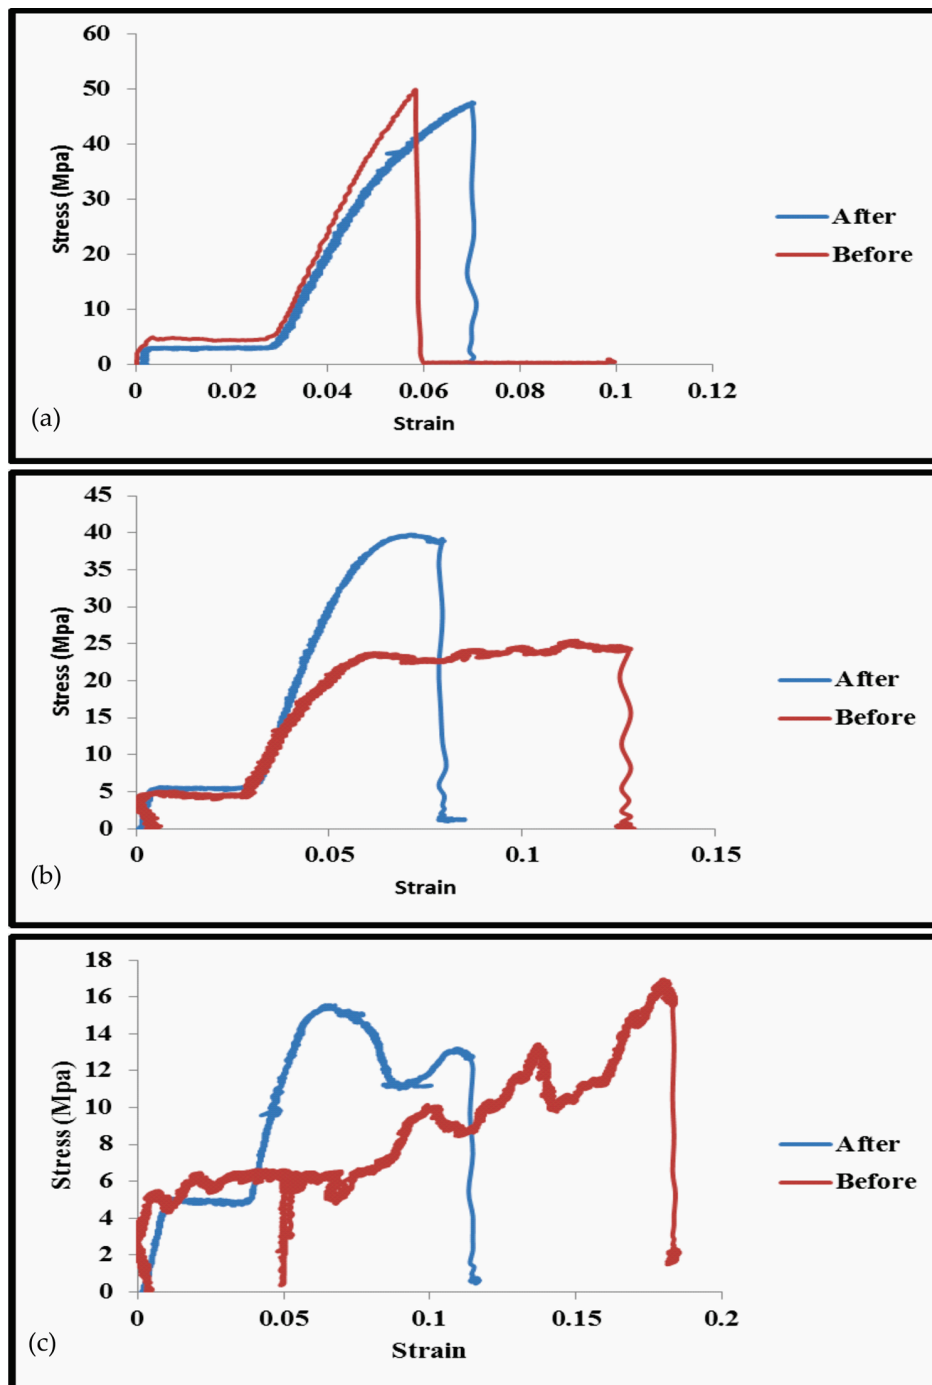 60
50
40
30
20
10
0
Stress (Mpa)
0 0.02 0.04 0.06 0.08 0.1 0.12
Strain
After
Before
(a)
45
40
35
30
25
20
15
10
5
0
Stress (Mpa)
0 0.05 0.1 0.15
Strain
After
Before
(b)
18
16
14
12
10
8
6
4
2
0
Stress (Mpa)
0 0.05 0.1 0.15 0.2
Strain
After
Before
(c)